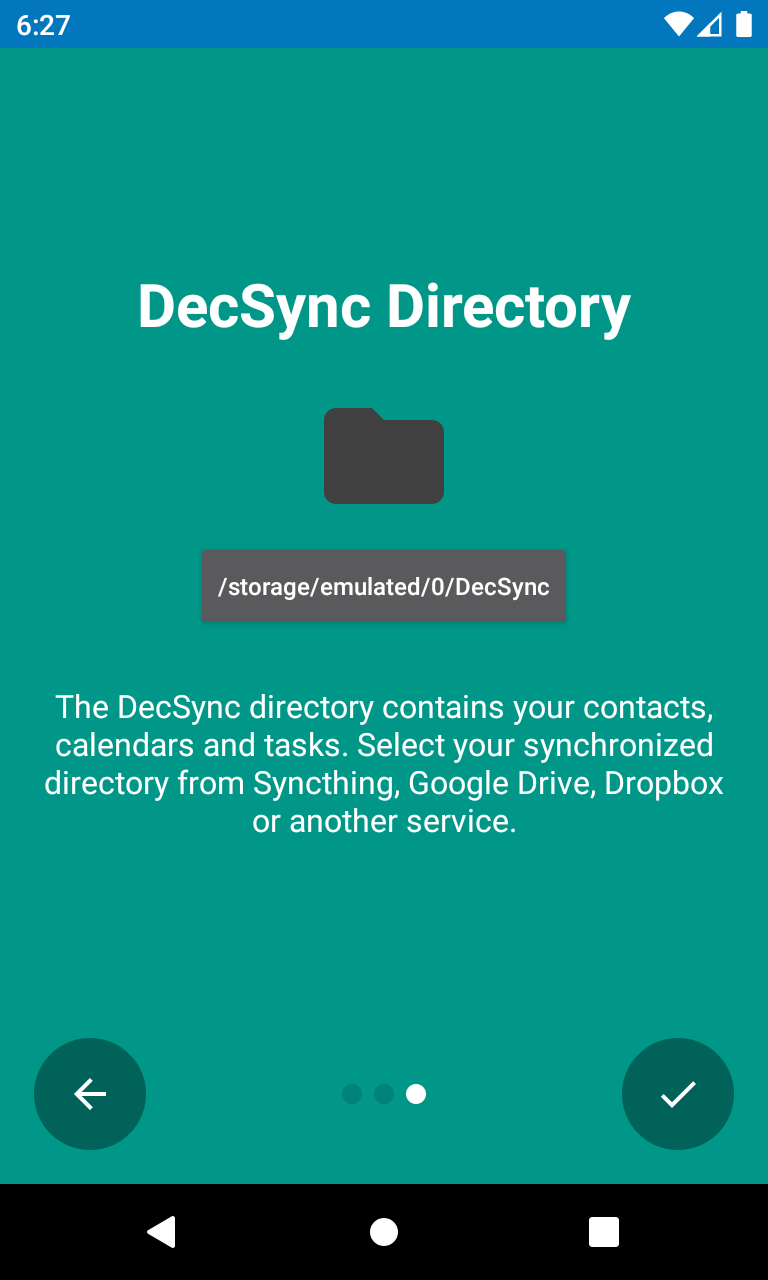 6:27
DecSync Directory
/storage/emulated/0/DecSync
The DecSync directory contains your contacts,
calendars and tasks. Select your synchronized
directory from Syncthing, Google Drive, Dropbox
or another service.